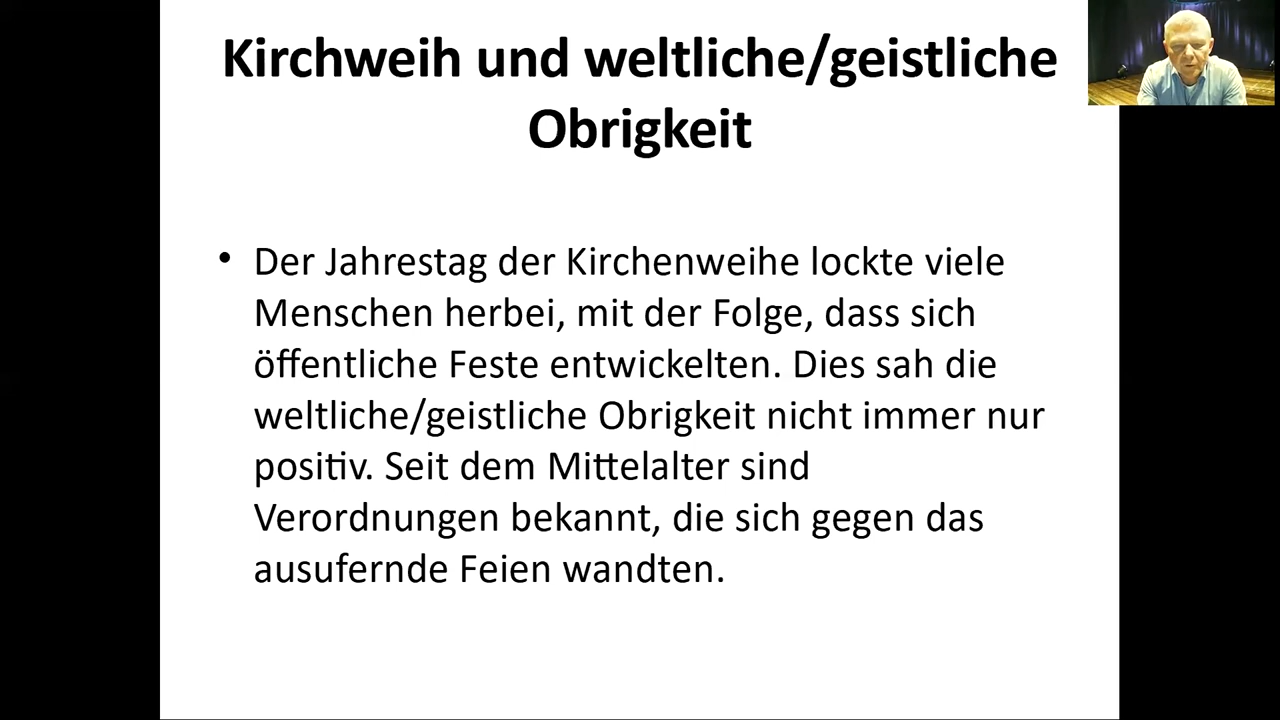 Kirchweih und weltliche/geistliche
Obrigkeit
• Der Jahrestag der Kirchenweihe lockte viele
Menschen herbei, mit der Folge, dass sich
öffentliche Feste entwickelten. Dies sah die
weltliche/geistliche Obrigkeit nicht immer nur
positiv. Seit dem Mittelalter sind
Verordnungen bekannt, die sich gegen das
ausufernde Feien wandten.